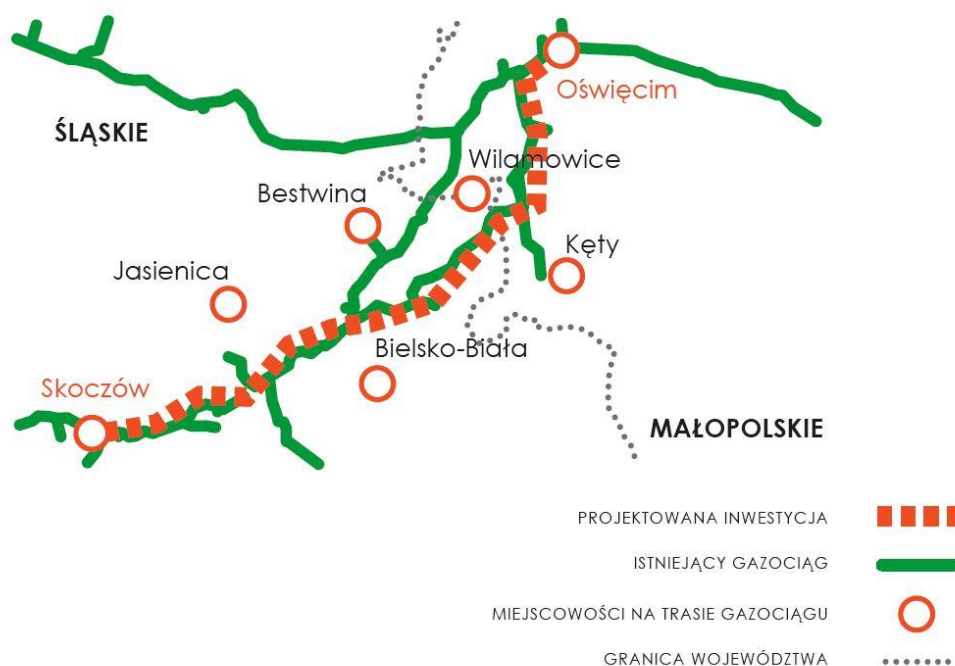 Oświęcim
ŚLĄSKIE
Wilamowice
Bestwina
Kęty
Jasienica
Bielsko-Biała
Skoczów
MAŁOPOLSKIE
PROJEKTOWANA INWESTYCJA
ISTNIEJĄCY GAZOCIĄG
MIEJSCOWOŚCI NA TRASIE GAZOCIĄGU
GRANICA WOJEWÓDZTWA